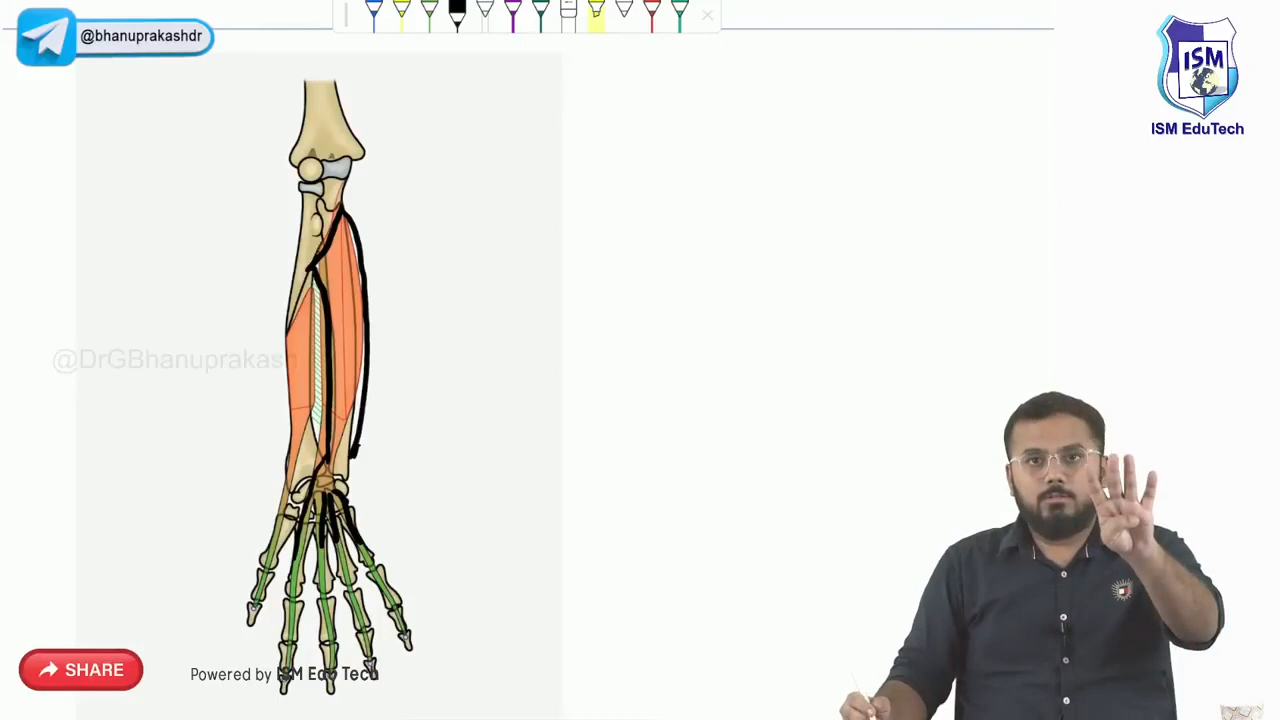 @bhanuprakashdr
ISM
ISM EduTech
@DrGBhanuprakash
SHARE
Powered by ISM Edu Tech